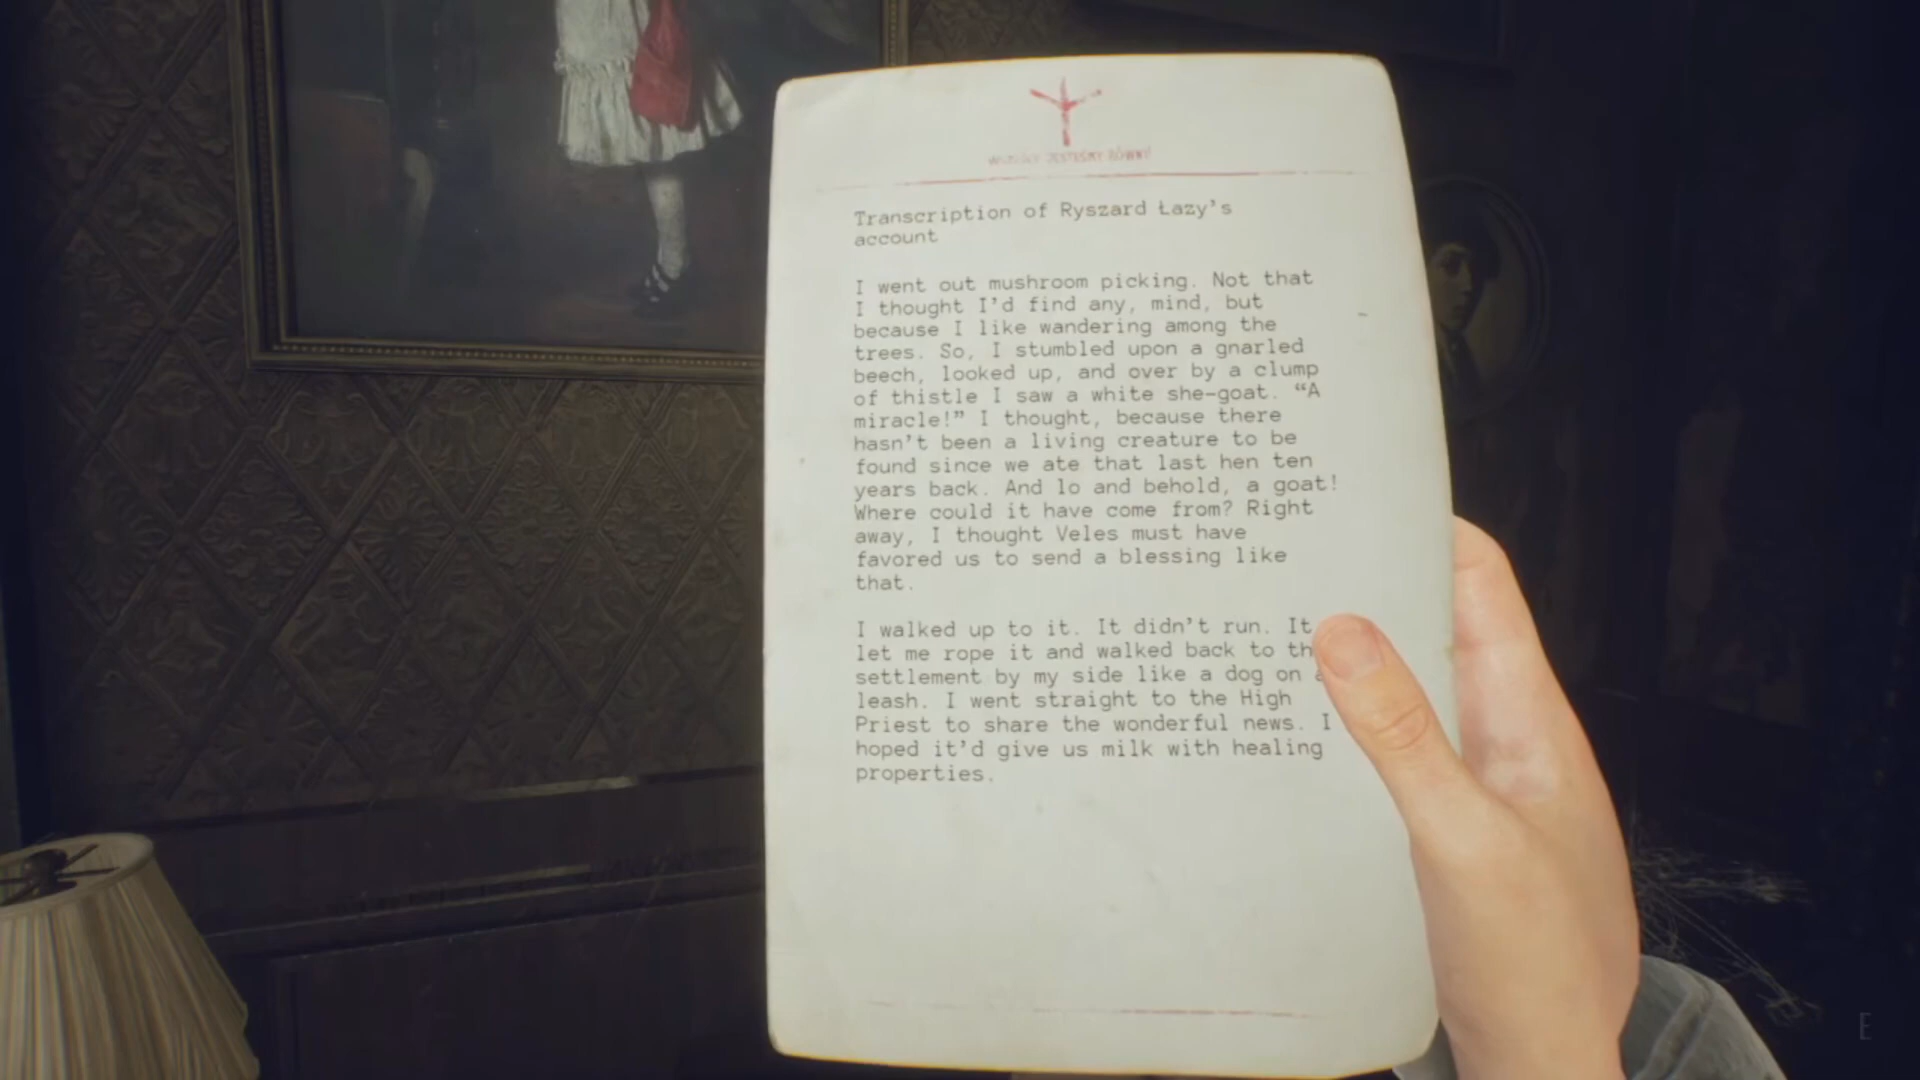 WSZYSCY JESTEŚMY RÓWNI
Transcription of Ryszard Łazy's
account
I went out mushroom picking. Not that
I thought I'd find any, mind, but
because I like wandering among the
trees. So, I stumbled upon a gnarled
beech, looked up, and over by a clump
of thistle I saw a white she-goat. “A
miracle!” I thought, because there
hasn't been a living creature to be
found since we ate that last hen ten
years back. And lo and behold, a goat!
Where could it have come from? Right
away, I thought Veles must have
favored us to send a blessing like
that.
I walked up to it. It didn't run. It
let me rope it and walked back to th
settlement by my side like a dog on a
leash. I went straight to the High
Priest to share the wonderful news. I
hoped it'd give us milk with healing
properties.
E